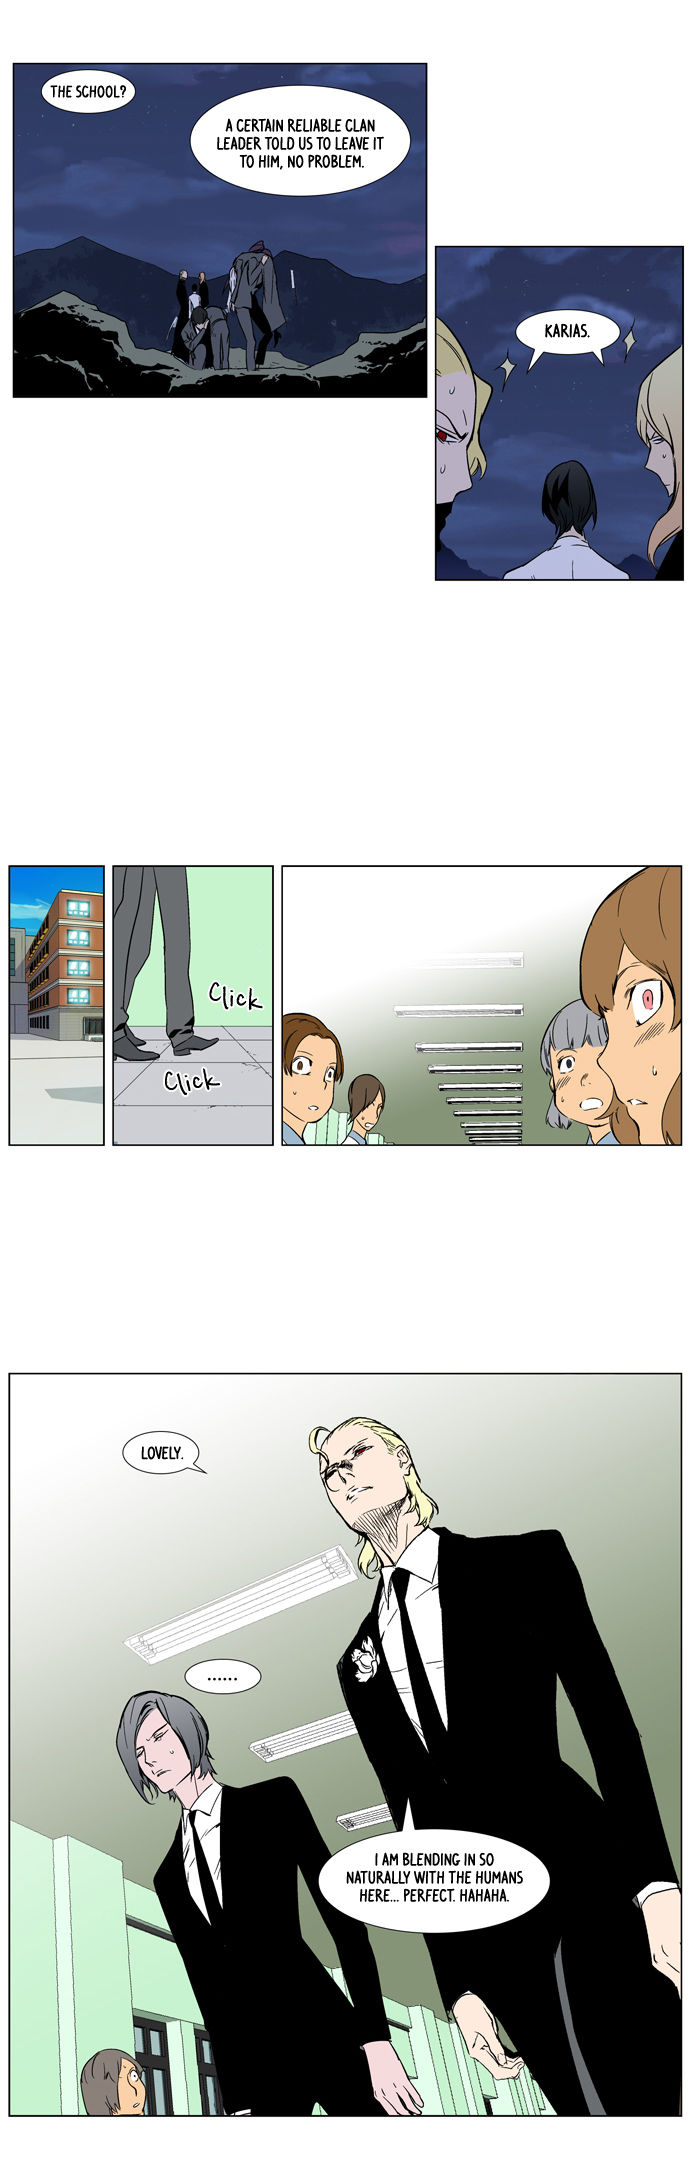 THE SCHOOL?
A CERTAIN RELIABLE CLAN
LEADER TOLD US TO LEAVE IT
TO HIM, NO PROBLEM.
KARIAS.
Click
Click
LOVELY.
......
I AM BLENDING IN SO
NATURALLY WITH THE HUMANS
HERE... PERFECT. HAHAHA.